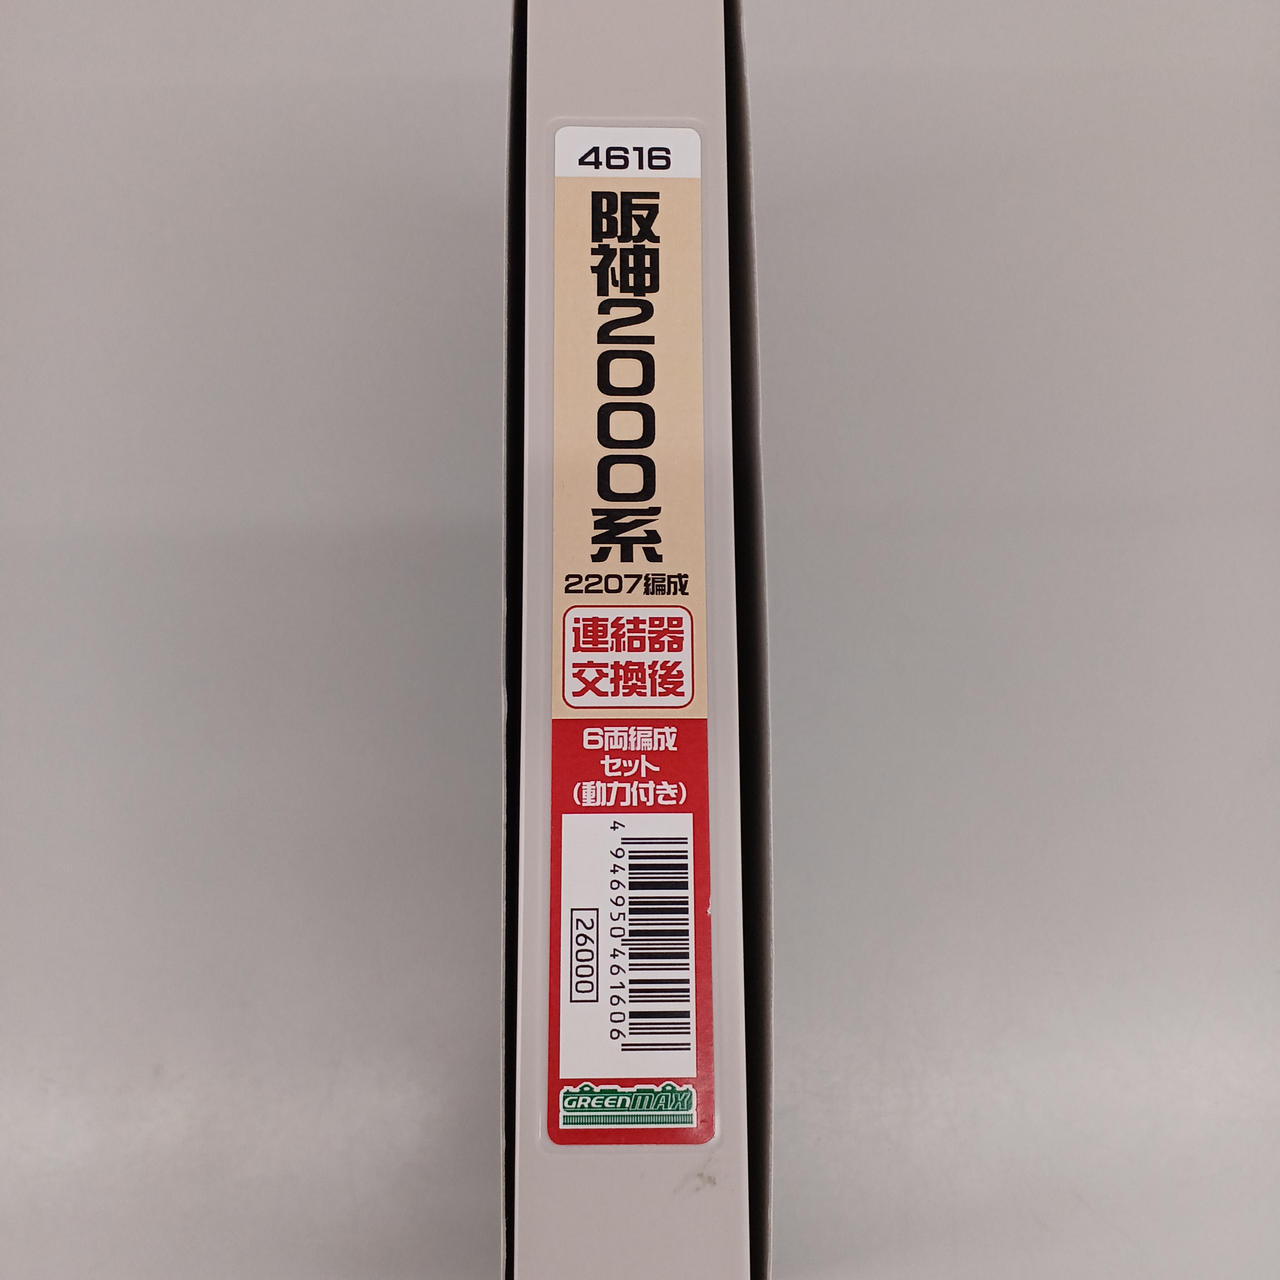 4616
阪神2000系
2207編成
連結器
交換後
6両編成
セット
(動力付き)
4 946950 461606
26000
GREENMAX